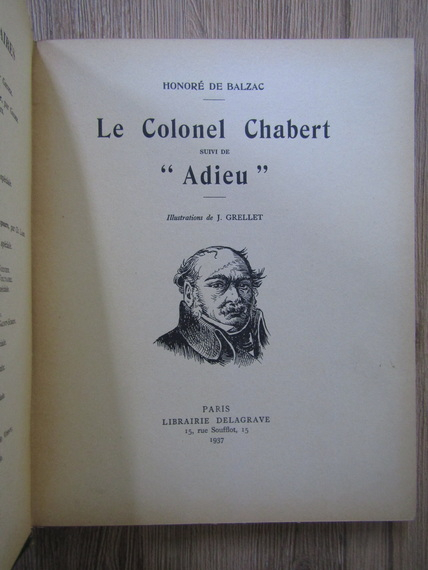 HONORÉ DE BALZAC
Le Colonel Chabert
SUIVI DE
“ Adieu ”
Illustrations de J. GRELLET
PARIS
LIBRAIRIE DELAGRAVE
15, rue Soufflot, 15
1937